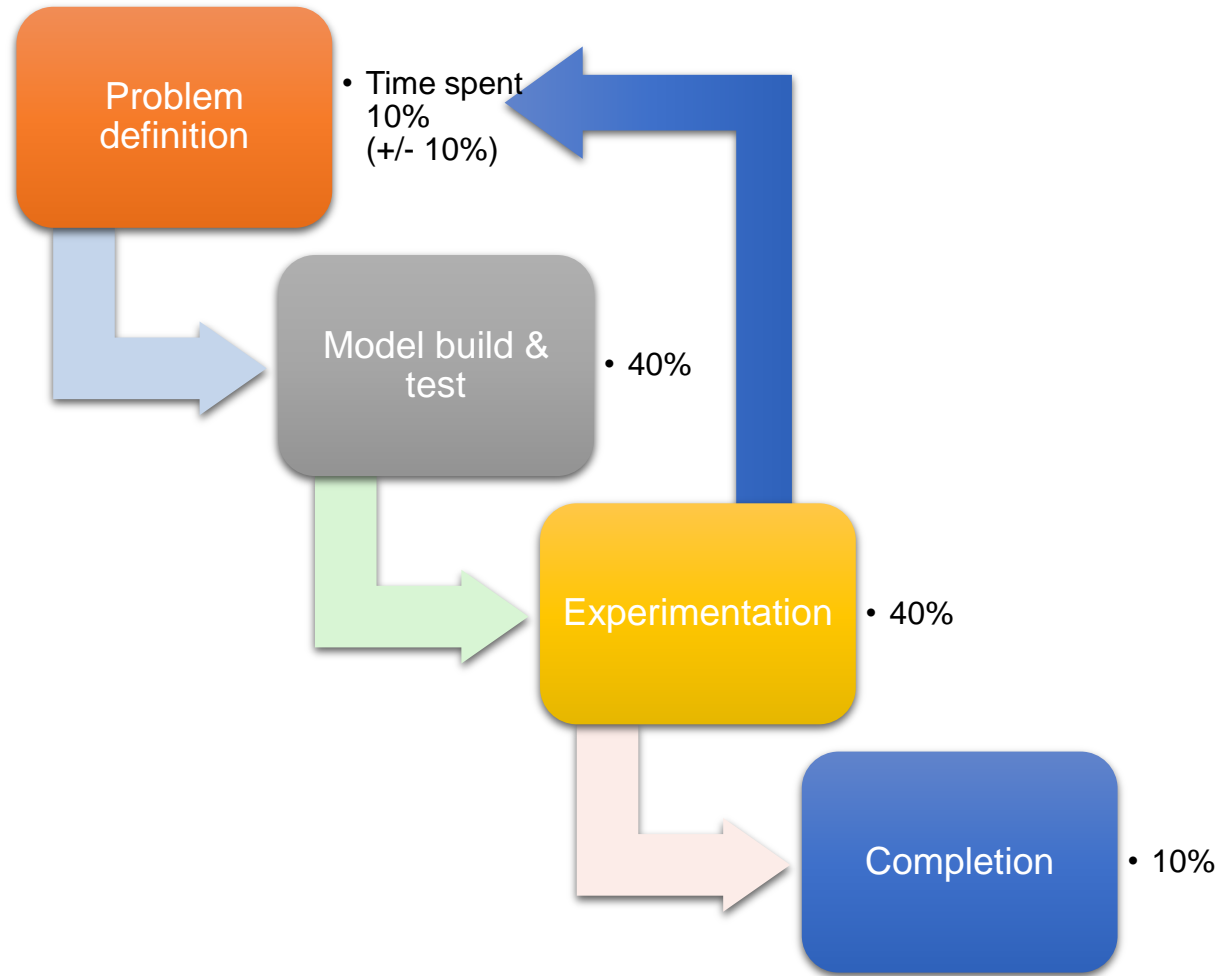 Problem
definition
• Time spent
10%
(+/- 10%)
Model build &
test
• 40%
Experimentation
• 40%
Completion
• 10%